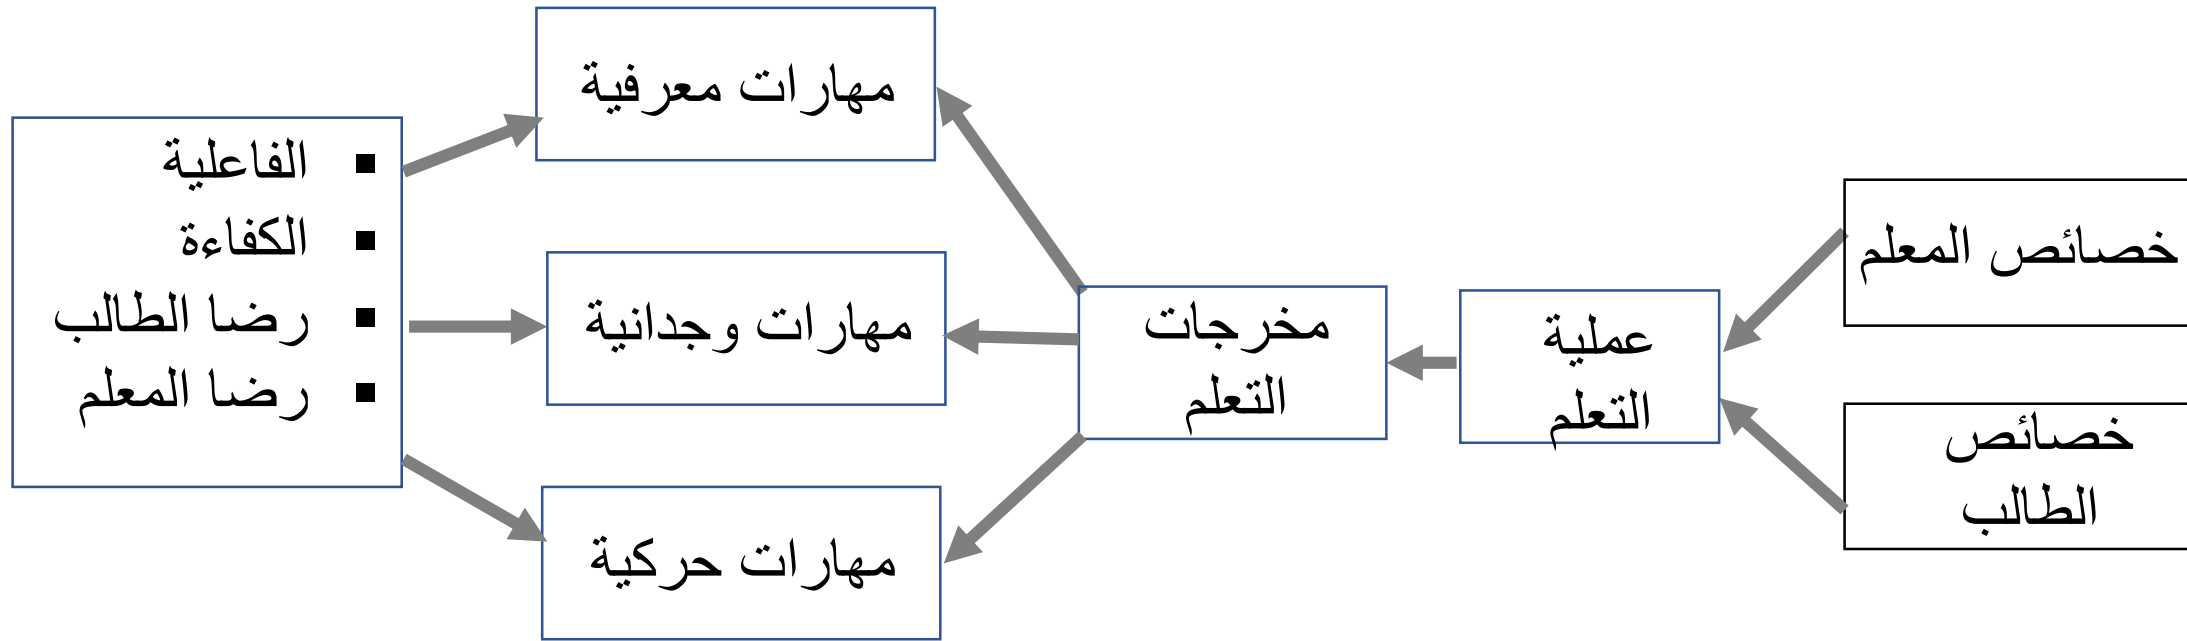 خصائص المعلم
خصائص
الطالب
عملية
التعلم
مخرجات
التعلم
مهارات معرفية
مهارات وجدانية
مهارات حركية
▪ الفاعلية
▪ الكفاءة
▪ رضا الطالب
▪ رضا المعلم